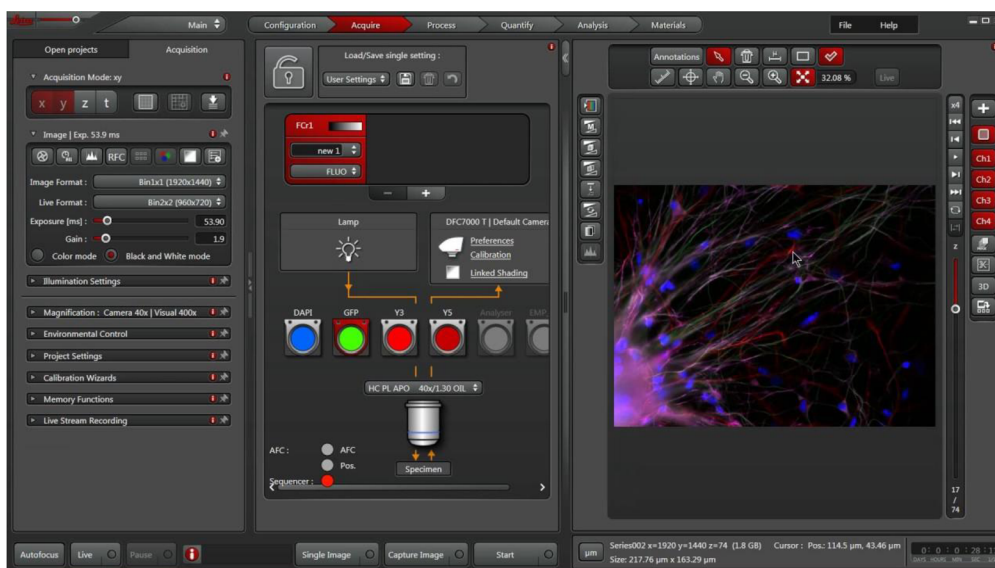 Main
Configuration
Acquire
Process
Quantify
Analysis
Materials
File
Help
Open projects
Acquisition
Acquisition Mode: xy
x y z t
Image | Exp. 53.9 ms
RFC
Image Format : Bin1x1 (1920x1440)
Live Format : Bin2x2 (960x720)
Exposure [ms] : 53.90
Gain : 1.9
Color mode Black and White mode
Illumination Settings
Magnification : Camera 40x | Visual 400x
Environmental Control
Project Settings
Calibration Wizards
Memory Functions
Live Stream Recording
Load/Save single setting :
User Settings
FCr1
new 1
FLUO
− +
Lamp
DFC7000 T | Default Camera
Preferences
Calibration
Linked Shading
DAPI GFP Y3 Y5 Analyser EMP
HC PL APO 40x/1.30 OIL
AFC : AFC
Pos.
Specimen
Sequencer :
Annotations
32.08 %
Live
x4
z
17
/
74
Ch1
Ch2
Ch3
Ch4
3D
Autofocus
Live
Pause
Single Image
Capture Image
Start
µm
Series002 x=1920 y=1440 z=74 (1.8 GB) Cursor : Pos.: 114.5 µm, 43.46 µm
Size: 217.76 µm x 163.29 µm
DAYS HOURS MIN SEC